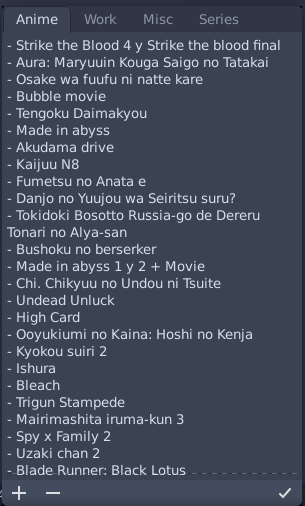 Anime Work Misc Series
- Strike the Blood 4 y Strike the blood final
- Aura: Maryuuin Kouga Saigo no Tatakai
- Osake wa fuufu ni natte kare
- Bubble movie
- Tengoku Daimakyou
- Made in abyss
- Akudama drive
- Kaijuu N8
- Fumetsu no Anata e
- Danjo no Yuujou wa Seiritsu suru?
- Tokidoki Bosotto Russia-go de Dereru
Tonari no Alya-san
- Bushoku no berserker
- Made in abyss 1 y 2 + Movie
- Chi. Chikyuu no Undou ni Tsuite
- Undead Unluck
- High Card
- Ooyukiumi no Kaina: Hoshi no Kenja
- Kyokou suiri 2
- Ishura
- Bleach
- Trigun Stampede
- Mairimashita iruma-kun 3
- Spy x Family 2
- Uzaki chan 2
- Blade Runner: Black Lotus